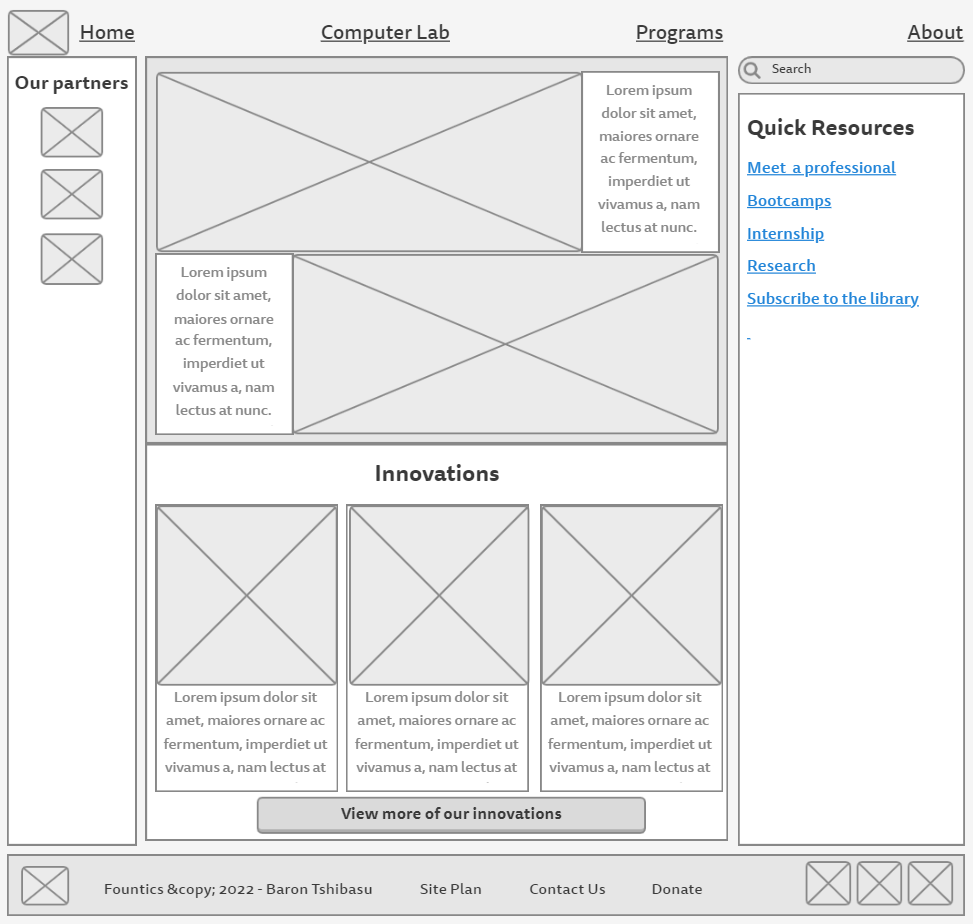 Home
Computer Lab
Programs
About
Our partners
Lorem ipsum
dolor sit amet,
maiores ornare
ac fermentum,
imperdiet ut
vivamus a, nam
lectus at nunc.
Lorem ipsum
dolor sit amet,
maiores ornare
ac fermentum,
imperdiet ut
vivamus a, nam
lectus at nunc.
Innovations
Lorem ipsum dolor sit
amet, maiores ornare ac
fermentum, imperdiet ut
vivamus a, nam lectus at
Lorem ipsum dolor sit
amet, maiores ornare ac
fermentum, imperdiet ut
vivamus a, nam lectus at
Lorem ipsum dolor sit
amet, maiores ornare ac
fermentum, imperdiet ut
vivamus a, nam lectus at
View more of our innovations
Search
Quick Resources
Meet a professional
Bootcamps
Internship
Research
Subscribe to the library
Fountics &copy; 2022 - Baron Tshibasu
Site Plan
Contact Us
Donate